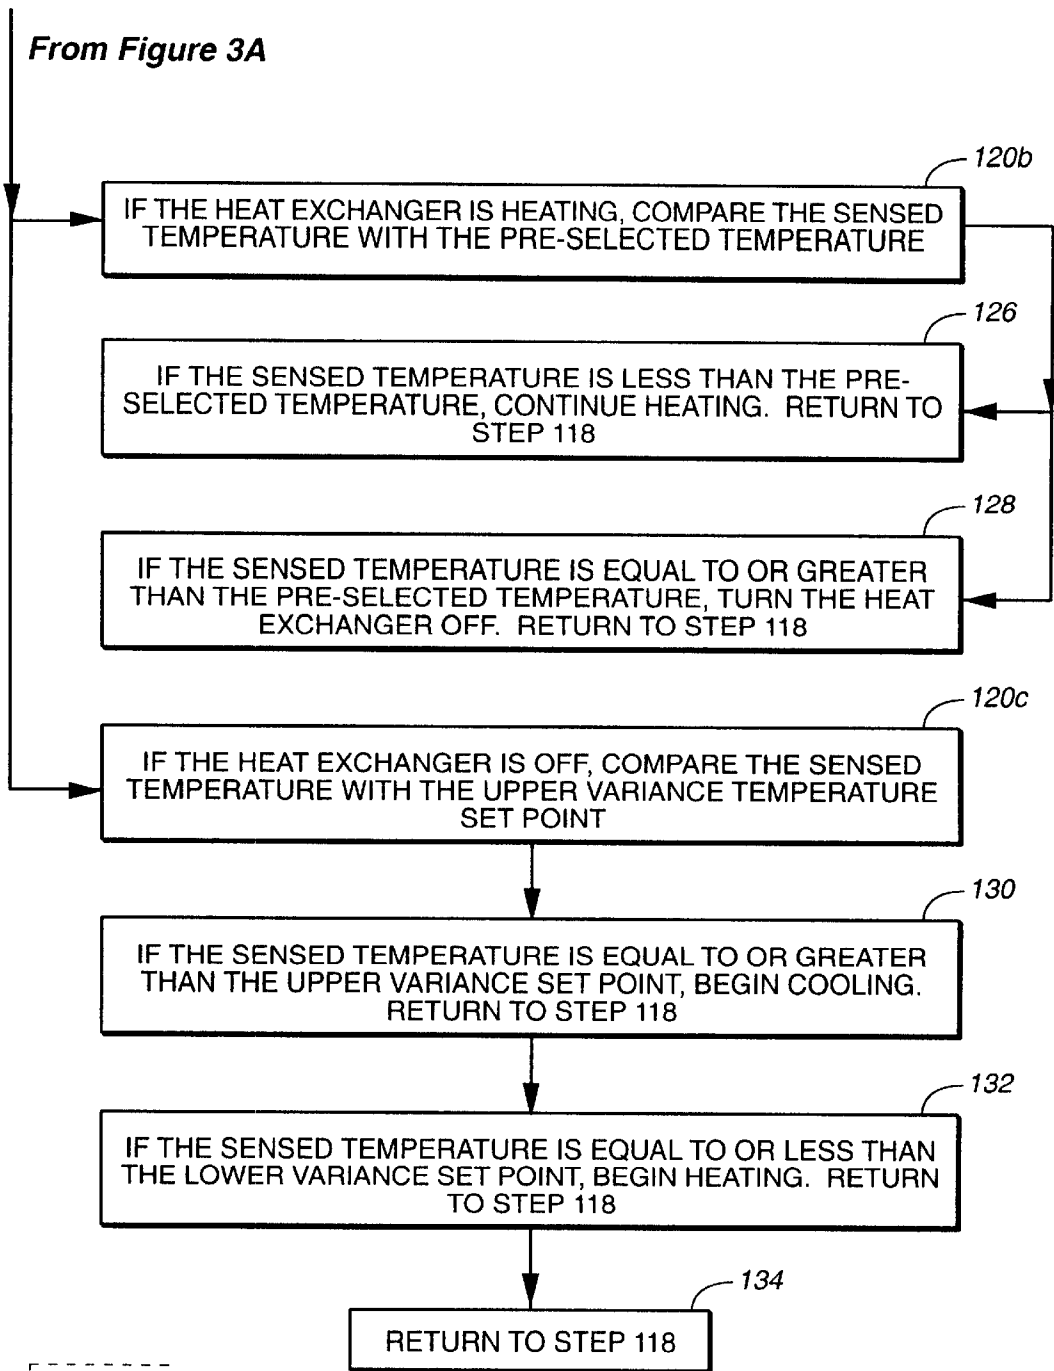 From Figure 3A
120b
IF THE HEAT EXCHANGER IS HEATING, COMPARE THE SENSED
TEMPERATURE WITH THE PRE-SELECTED TEMPERATURE
126
IF THE SENSED TEMPERATURE IS LESS THAN THE PRE-
SELECTED TEMPERATURE, CONTINUE HEATING. RETURN TO
STEP 118
128
IF THE SENSED TEMPERATURE IS EQUAL TO OR GREATER
THAN THE PRE-SELECTED TEMPERATURE, TURN THE HEAT
EXCHANGER OFF. RETURN TO STEP 118
120c
IF THE HEAT EXCHANGER IS OFF, COMPARE THE SENSED
TEMPERATURE WITH THE UPPER VARIANCE TEMPERATURE
SET POINT
130
IF THE SENSED TEMPERATURE IS EQUAL TO OR GREATER
THAN THE UPPER VARIANCE SET POINT, BEGIN COOLING.
RETURN TO STEP 118
132
IF THE SENSED TEMPERATURE IS EQUAL TO OR LESS THAN
THE LOWER VARIANCE SET POINT, BEGIN HEATING. RETURN
TO STEP 118
134
RETURN TO STEP 118